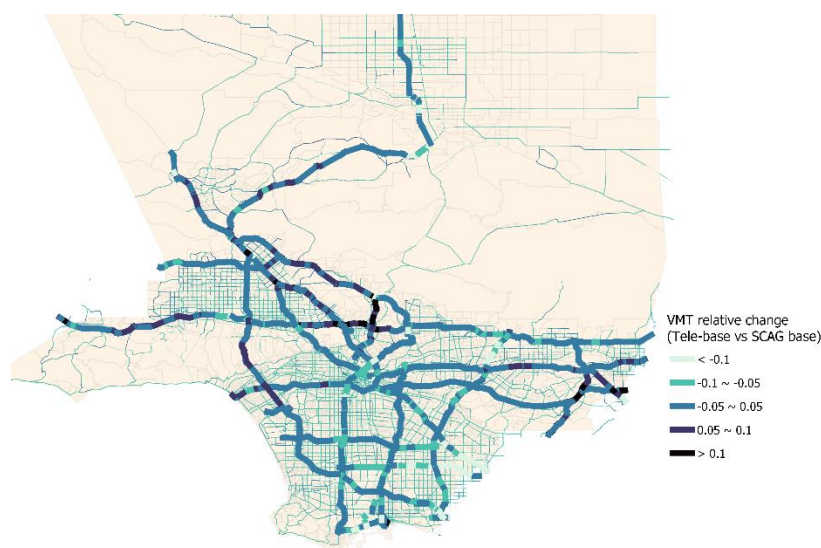 VMT relative change
(Tele-base vs SCAG base)
< -0.1
-0.1 ~ -0.05
-0.05 ~ 0.05
0.05 ~ 0.1
> 0.1